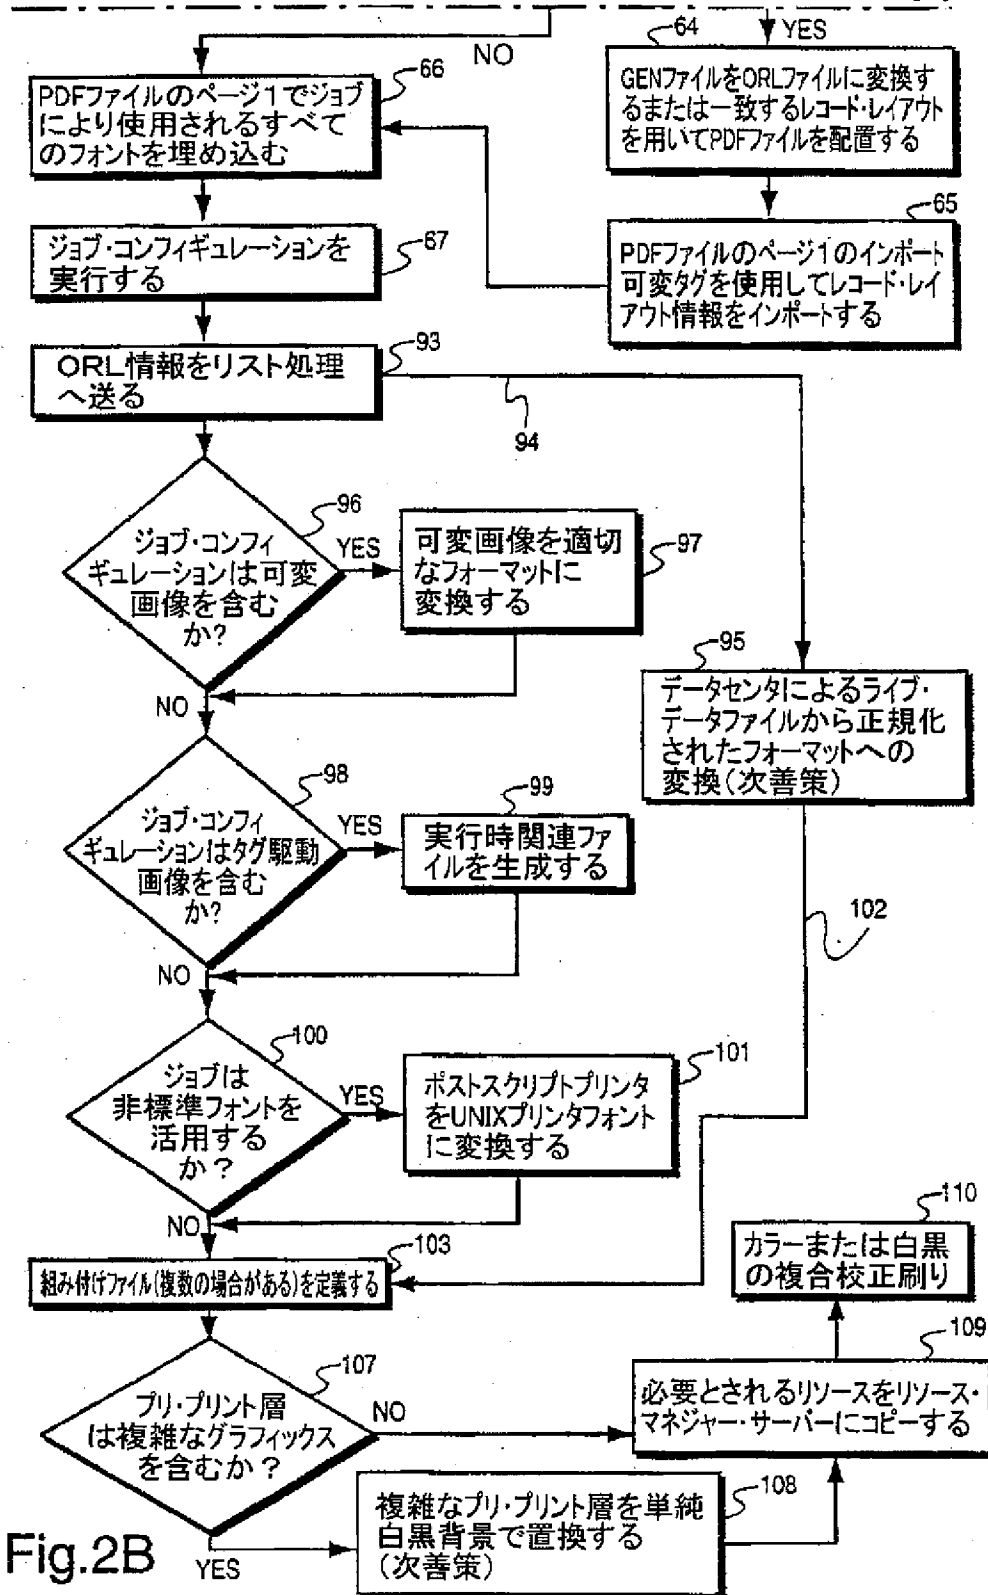 NO
YES
64
GENファイルをORLファイルに変換す
るまたは一致するレコード・レイアウト
を用いてPDFファイルを配置する
66
PDFファイルのページ1でジョブ
により使用されるすべて
のフォントを埋め込む
65
PDFファイルのページ1のインポート
可変タグを使用してレコード・レイ
アウト情報をインポートする
67
ジョブ・コンフィギュレーションを
実行する
93
ORL情報をリスト処理
へ送る
94
96
ジョブ・コンフィ
ギュレーションは可変
画像を含む
か?
YES
97
可変画像を適切
なフォーマットに
変換する
NO
95
データセンタによるライブ・
データファイルから正規化
されたフォーマットへの
変換(次善策)
98
ジョブ・コンフィ
ギュレーションはタグ駆動
画像を含む
か?
YES
99
実行時関連ファ
イルを生成する
NO
102
100
ジョブは
非標準フォントを
活用する
か?
YES
101
ポストスクリプトプリンタ
をUNIXプリンタフォント
に変換する
NO
103
組み付けファイル(複数の場合がある)を定義する
110
カラーまたは白黒
の複合校正刷り
107
プリ・プリント層
は複雑なグラフィックス
を含むか?
NO
109
必要とされるリソースをリソース・
マネジャー・サーバーにコピーする
YES
108
複雑なプリ・プリント層を単純
白黒背景で置換する
(次善策)
Fig.2B